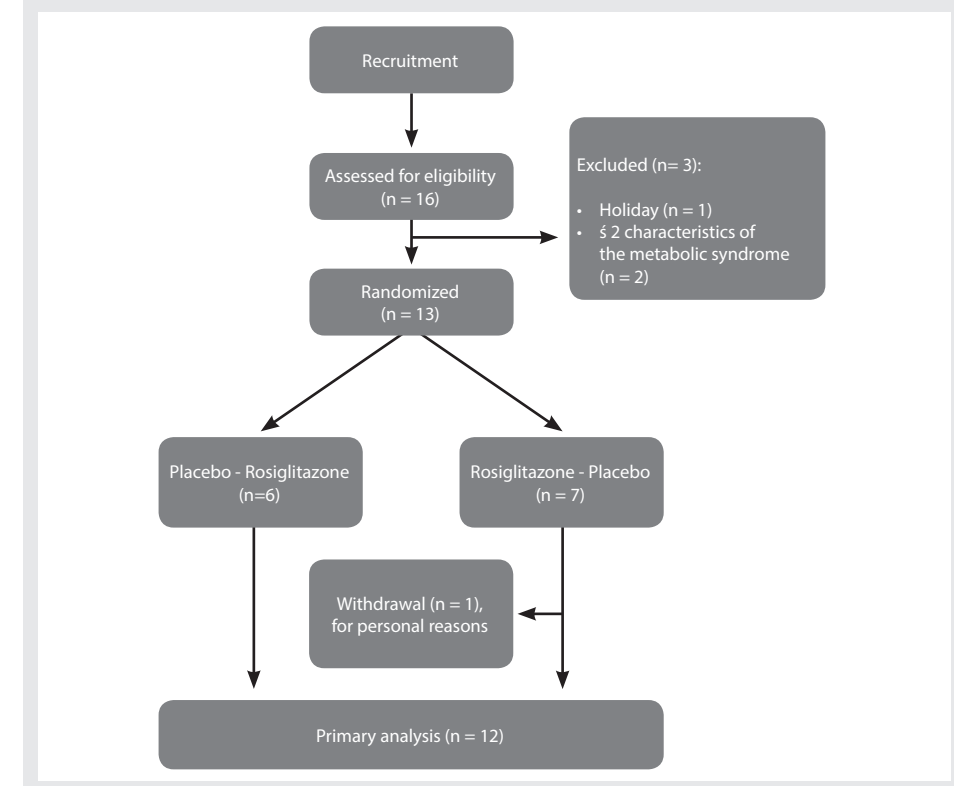 Recruitment
Assessed for eligibility
(n = 16)
Excluded (n= 3):
• Holiday (n = 1)
• ś 2 characteristics of
the metabolic syndrome
(n = 2)
Randomized
(n = 13)
Placebo - Rosiglitazone
(n=6)
Rosiglitazone - Placebo
(n = 7)
Withdrawal (n = 1),
for personal reasons
Primary analysis (n = 12)